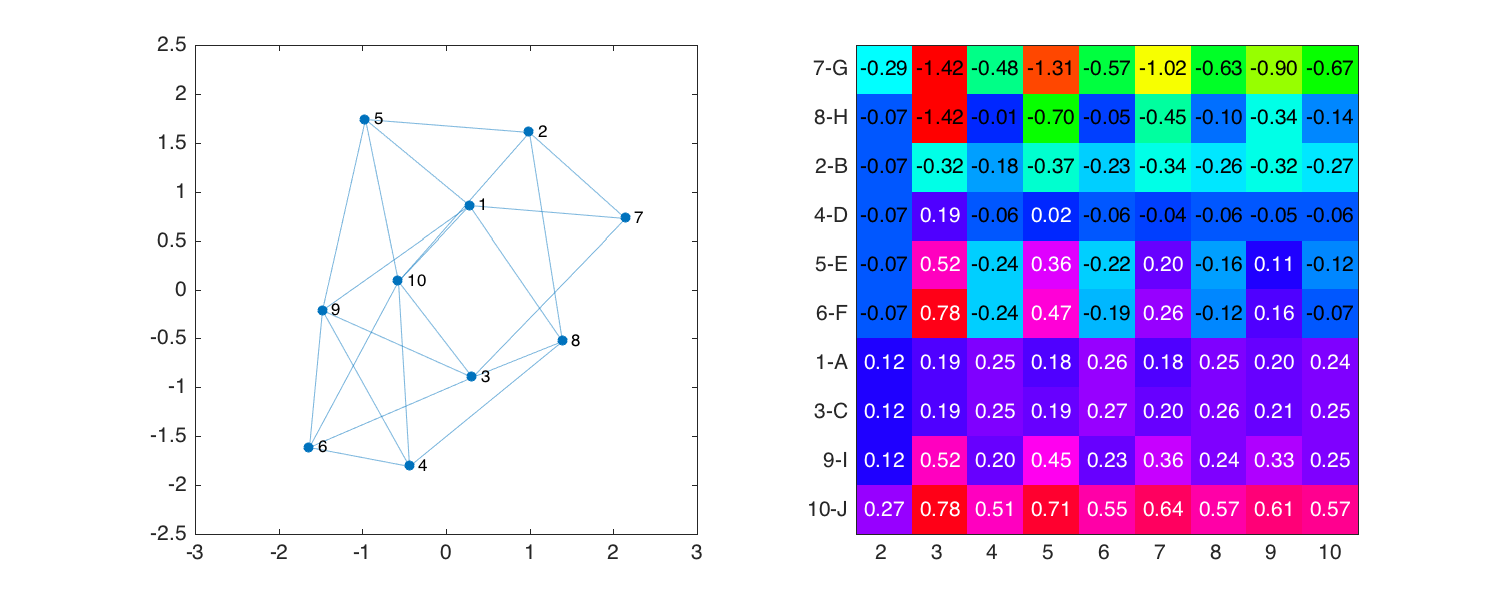 2.5
2
1.5
1
0.5
0
-0.5
-1
-1.5
-2
-2.5
-3 -2 -1 0 1 2 3
5
2
1
7
10
9
8
3
6
4
7-G -0.29 -1.42 -0.48 -1.31 -0.57 -1.02 -0.63 -0.90 -0.67
8-H -0.07 -1.42 -0.01 -0.70 -0.05 -0.45 -0.10 -0.34 -0.14
2-B -0.07 -0.32 -0.18 -0.37 -0.23 -0.34 -0.26 -0.32 -0.27
4-D -0.07 0.19 -0.06 0.02 -0.06 -0.04 -0.06 -0.05 -0.06
5-E -0.07 0.52 -0.24 0.36 -0.22 0.20 -0.16 0.11 -0.12
6-F -0.07 0.78 -0.24 0.47 -0.19 0.26 -0.12 0.16 -0.07
1-A 0.12 0.19 0.25 0.18 0.26 0.18 0.25 0.20 0.24
3-C 0.12 0.19 0.25 0.19 0.27 0.20 0.26 0.21 0.25
9-I 0.12 0.52 0.20 0.45 0.23 0.36 0.24 0.33 0.25
10-J 0.27 0.78 0.51 0.71 0.55 0.64 0.57 0.61 0.57
2 3 4 5 6 7 8 9 10